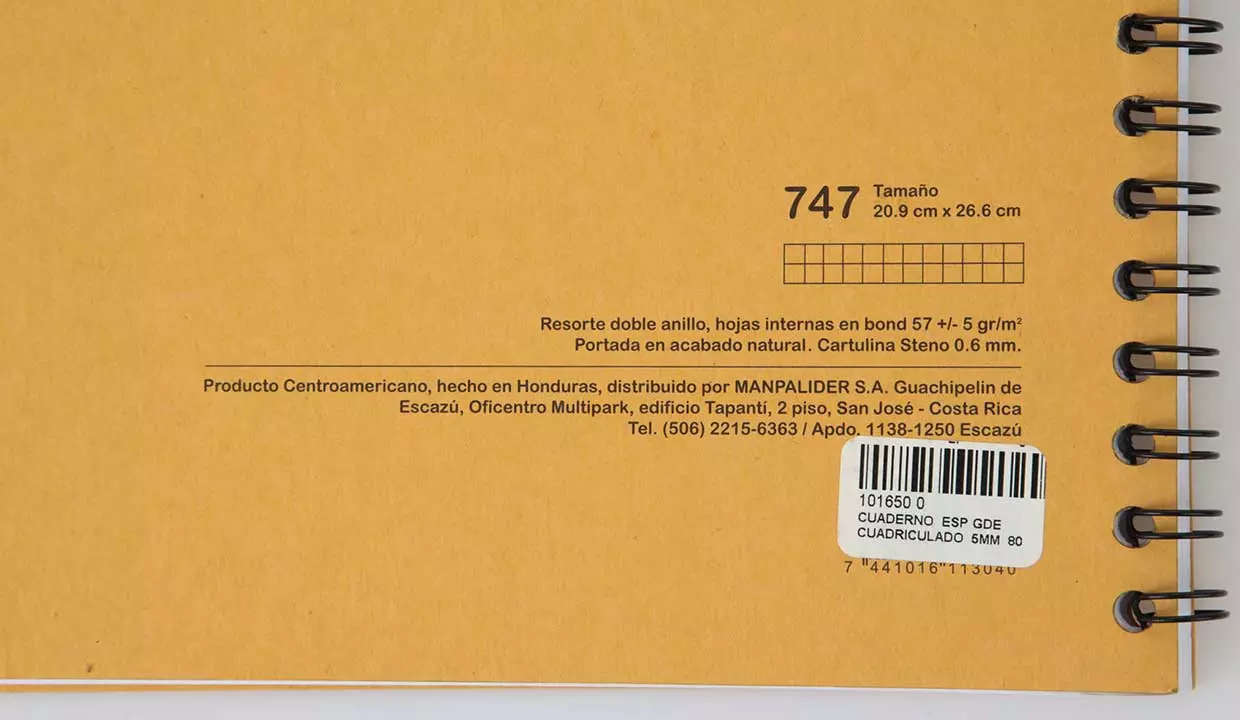 747
Tamaño
20.9 cm x 26.6 cm
Resorte doble anillo, hojas internas en bond 57 +/- 5 gr/m²
Portada en acabado natural. Cartulina Steno 0.6 mm.
Producto Centroamericano, hecho en Honduras, distribuido por MANPALIDER S.A. Guachipelin de
Escazú, Oficentro Multipark, edificio Tapantí, 2 piso, San José - Costa Rica
Tel. (506) 2215-6363 / Apdo. 1138-1250 Escazú
101650 0
CUADERNO ESP GDE
CUADRICULADO 5MM 80
7 "441016"113040